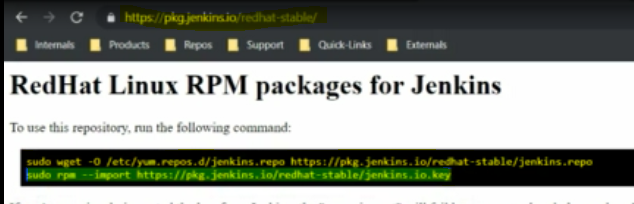 https://pkg.jenkins.io/redhat-stable/
Internals Products Repos Support Quick-Links Externals
RedHat Linux RPM packages for Jenkins
To use this repository, run the following command:
sudo wget -O /etc/yum.repos.d/jenkins.repo https://pkg.jenkins.io/redhat-stable/jenkins.repo
sudo rpm --import https://pkg.jenkins.io/redhat-stable/jenkins.io.key